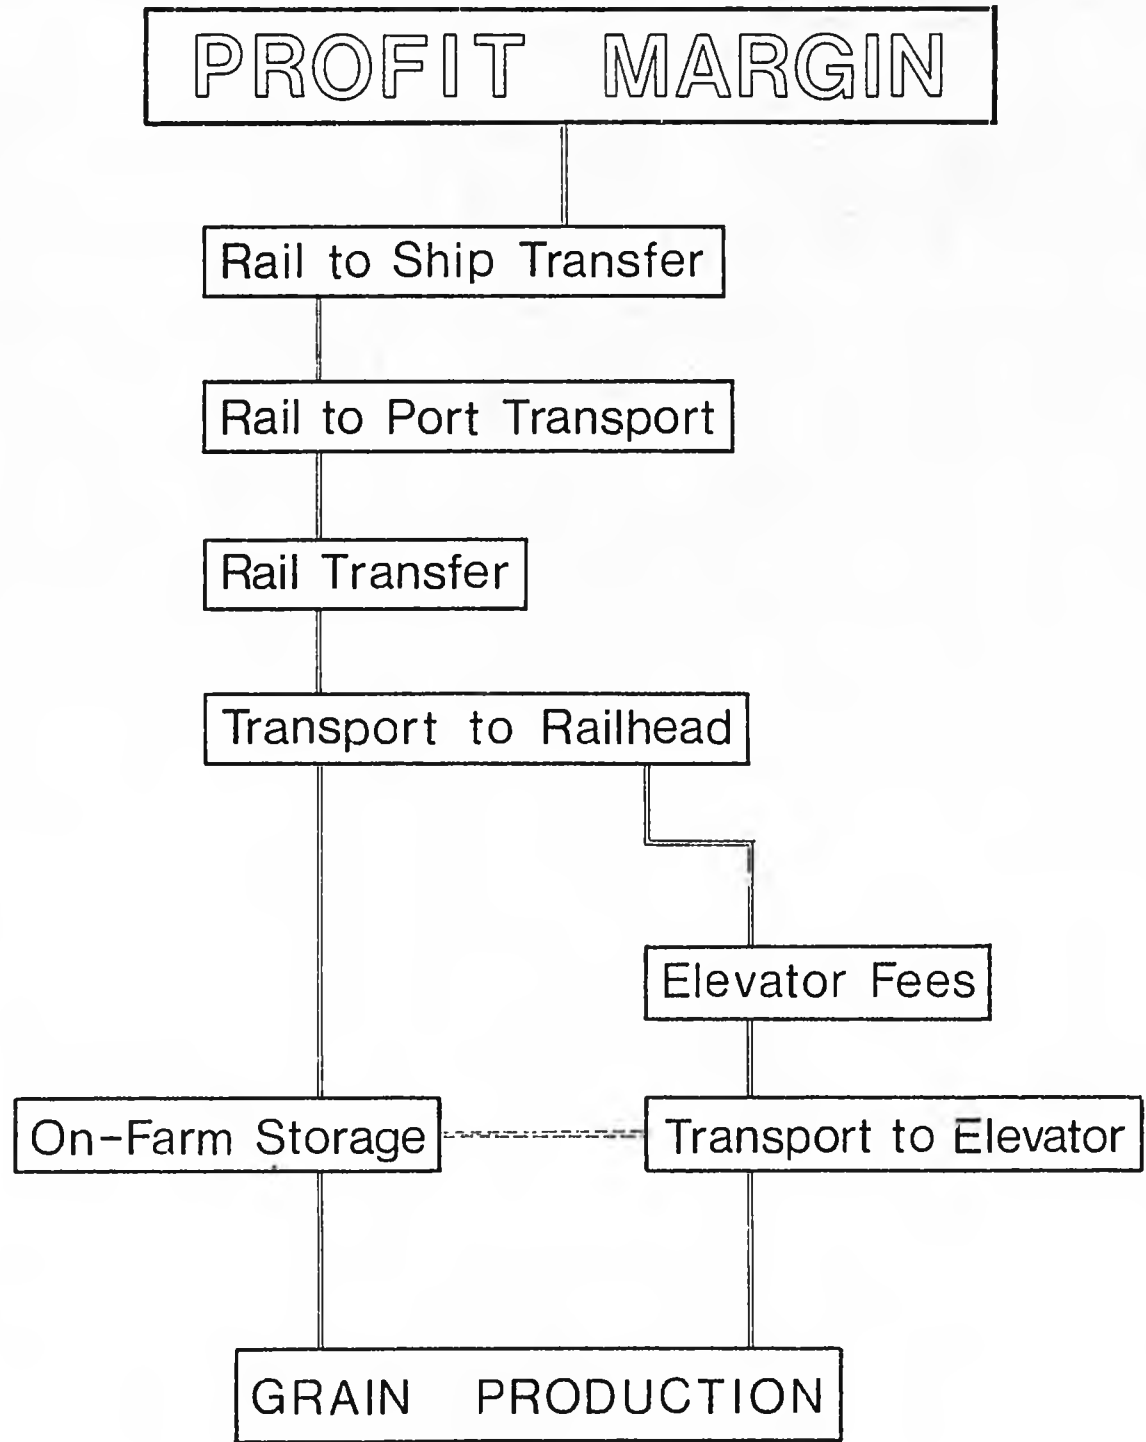 PROFIT MARGIN
Rail to Ship Transfer
Rail to Port Transport
Rail Transfer
Transport to Railhead
Elevator Fees
On-Farm Storage
Transport to Elevator
GRAIN PRODUCTION